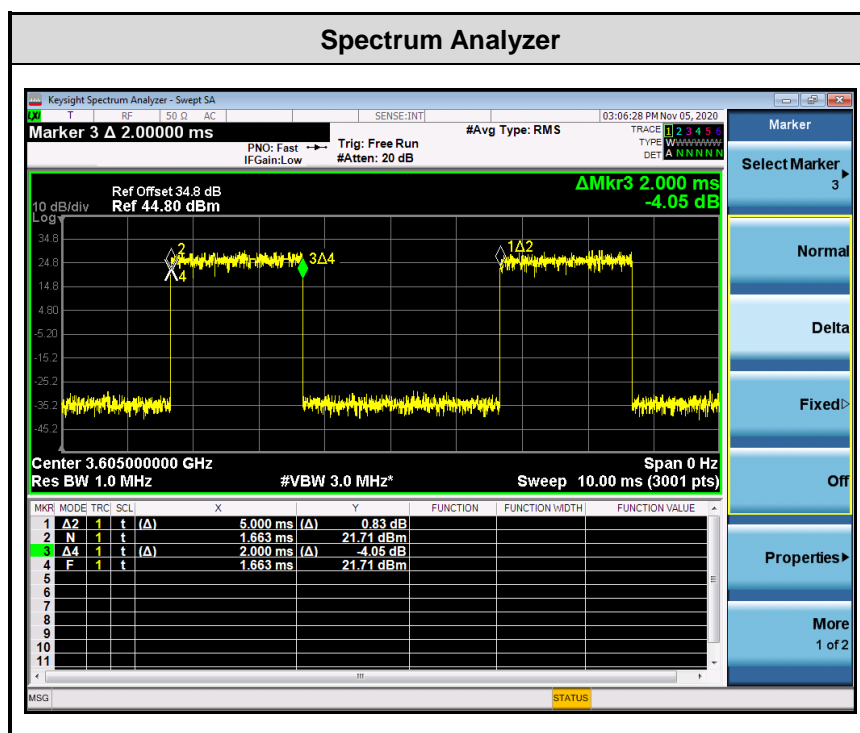 Spectrum Analyzer
Keysight Spectrum Analyzer - Swept SA
LXI T RF 50 Ω AC SENSE:INT 03:06:28 PM Nov 05, 2020
Marker 3 Δ 2.00000 ms
PNO: Fast
IFGain:Low
Trig: Free Run
#Atten: 20 dB
#Avg Type: RMS
TRACE 1 2 3 4 5 6
TYPE WWWWWW
DET A N N N N N
Ref Offset 34.8 dB
10 dB/div Ref 44.80 dBm
ΔMkr3 2.000 ms
-4.05 dB
Log
34.8
24.8
14.8
4.80
-5.20
-15.2
-25.2
-35.2
-45.2
2
4
3Δ4
1Δ2
Center 3.605000000 GHz Span 0 Hz
Res BW 1.0 MHz #VBW 3.0 MHz* Sweep 10.00 ms (3001 pts)
MKR MODE TRC SCL X Y FUNCTION FUNCTION WIDTH FUNCTION VALUE
1 Δ2 1 t (Δ) 5.000 ms (Δ) 0.83 dB
2 N 1 t 1.663 ms 21.71 dBm
3 Δ4 1 t (Δ) 2.000 ms (Δ) -4.05 dB
4 F 1 t 1.663 ms 21.71 dBm
5
6
7
8
9
10
11
MSG STATUS
Marker
Select Marker
3
Normal
Delta
Fixed
Off
Properties
More
1 of 2